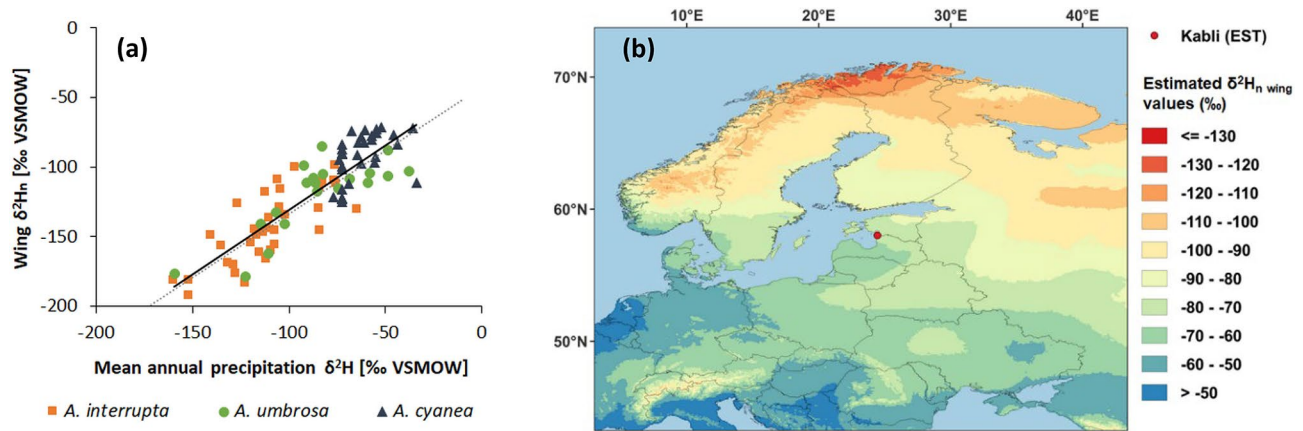 (a)
0
-50
-100
-150
-200
Wing δ²Hₙ [‰ VSMOW]
-200
-150
-100
-50
0
Mean annual precipitation δ²H [‰ VSMOW]
A. interrupta
A. umbrosa
A. cyanea
(b)
10°E
20°E
30°E
40°E
70°N
60°N
50°N
Kabli (EST)
Estimated δ²Hₙ wing
values (‰)
<= -130
-130 - -120
-120 - -110
-110 - -100
-100 - -90
-90 - -80
-80 - -70
-70 - -60
-60 - -50
> -50